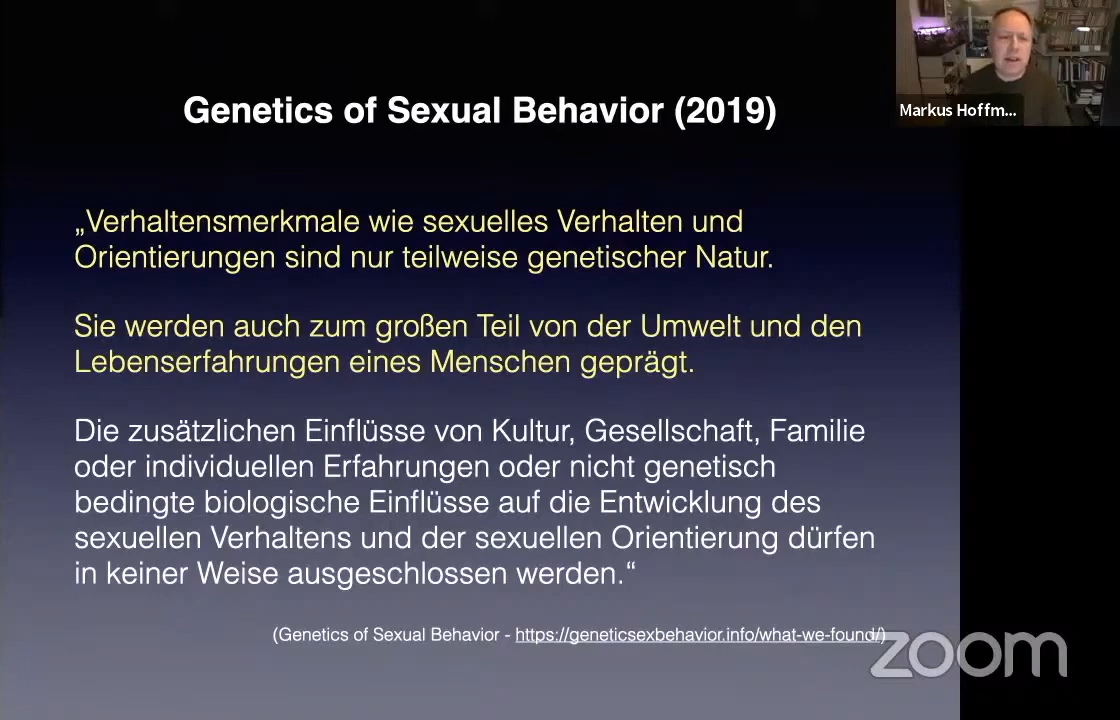 Genetics of Sexual Behavior (2019)
Markus Hoffm...
„Verhaltensmerkmale wie sexuelles Verhalten und
Orientierungen sind nur teilweise genetischer Natur.
Sie werden auch zum großen Teil von der Umwelt und den
Lebenserfahrungen eines Menschen geprägt.
Die zusätzlichen Einflüsse von Kultur, Gesellschaft, Familie
oder individuellen Erfahrungen oder nicht genetisch
bedingte biologische Einflüsse auf die Entwicklung des
sexuellen Verhaltens und der sexuellen Orientierung dürfen
in keiner Weise ausgeschlossen werden.“
(Genetics of Sexual Behavior - https://geneticsexbehavior.info/what-we-found/)
zoom